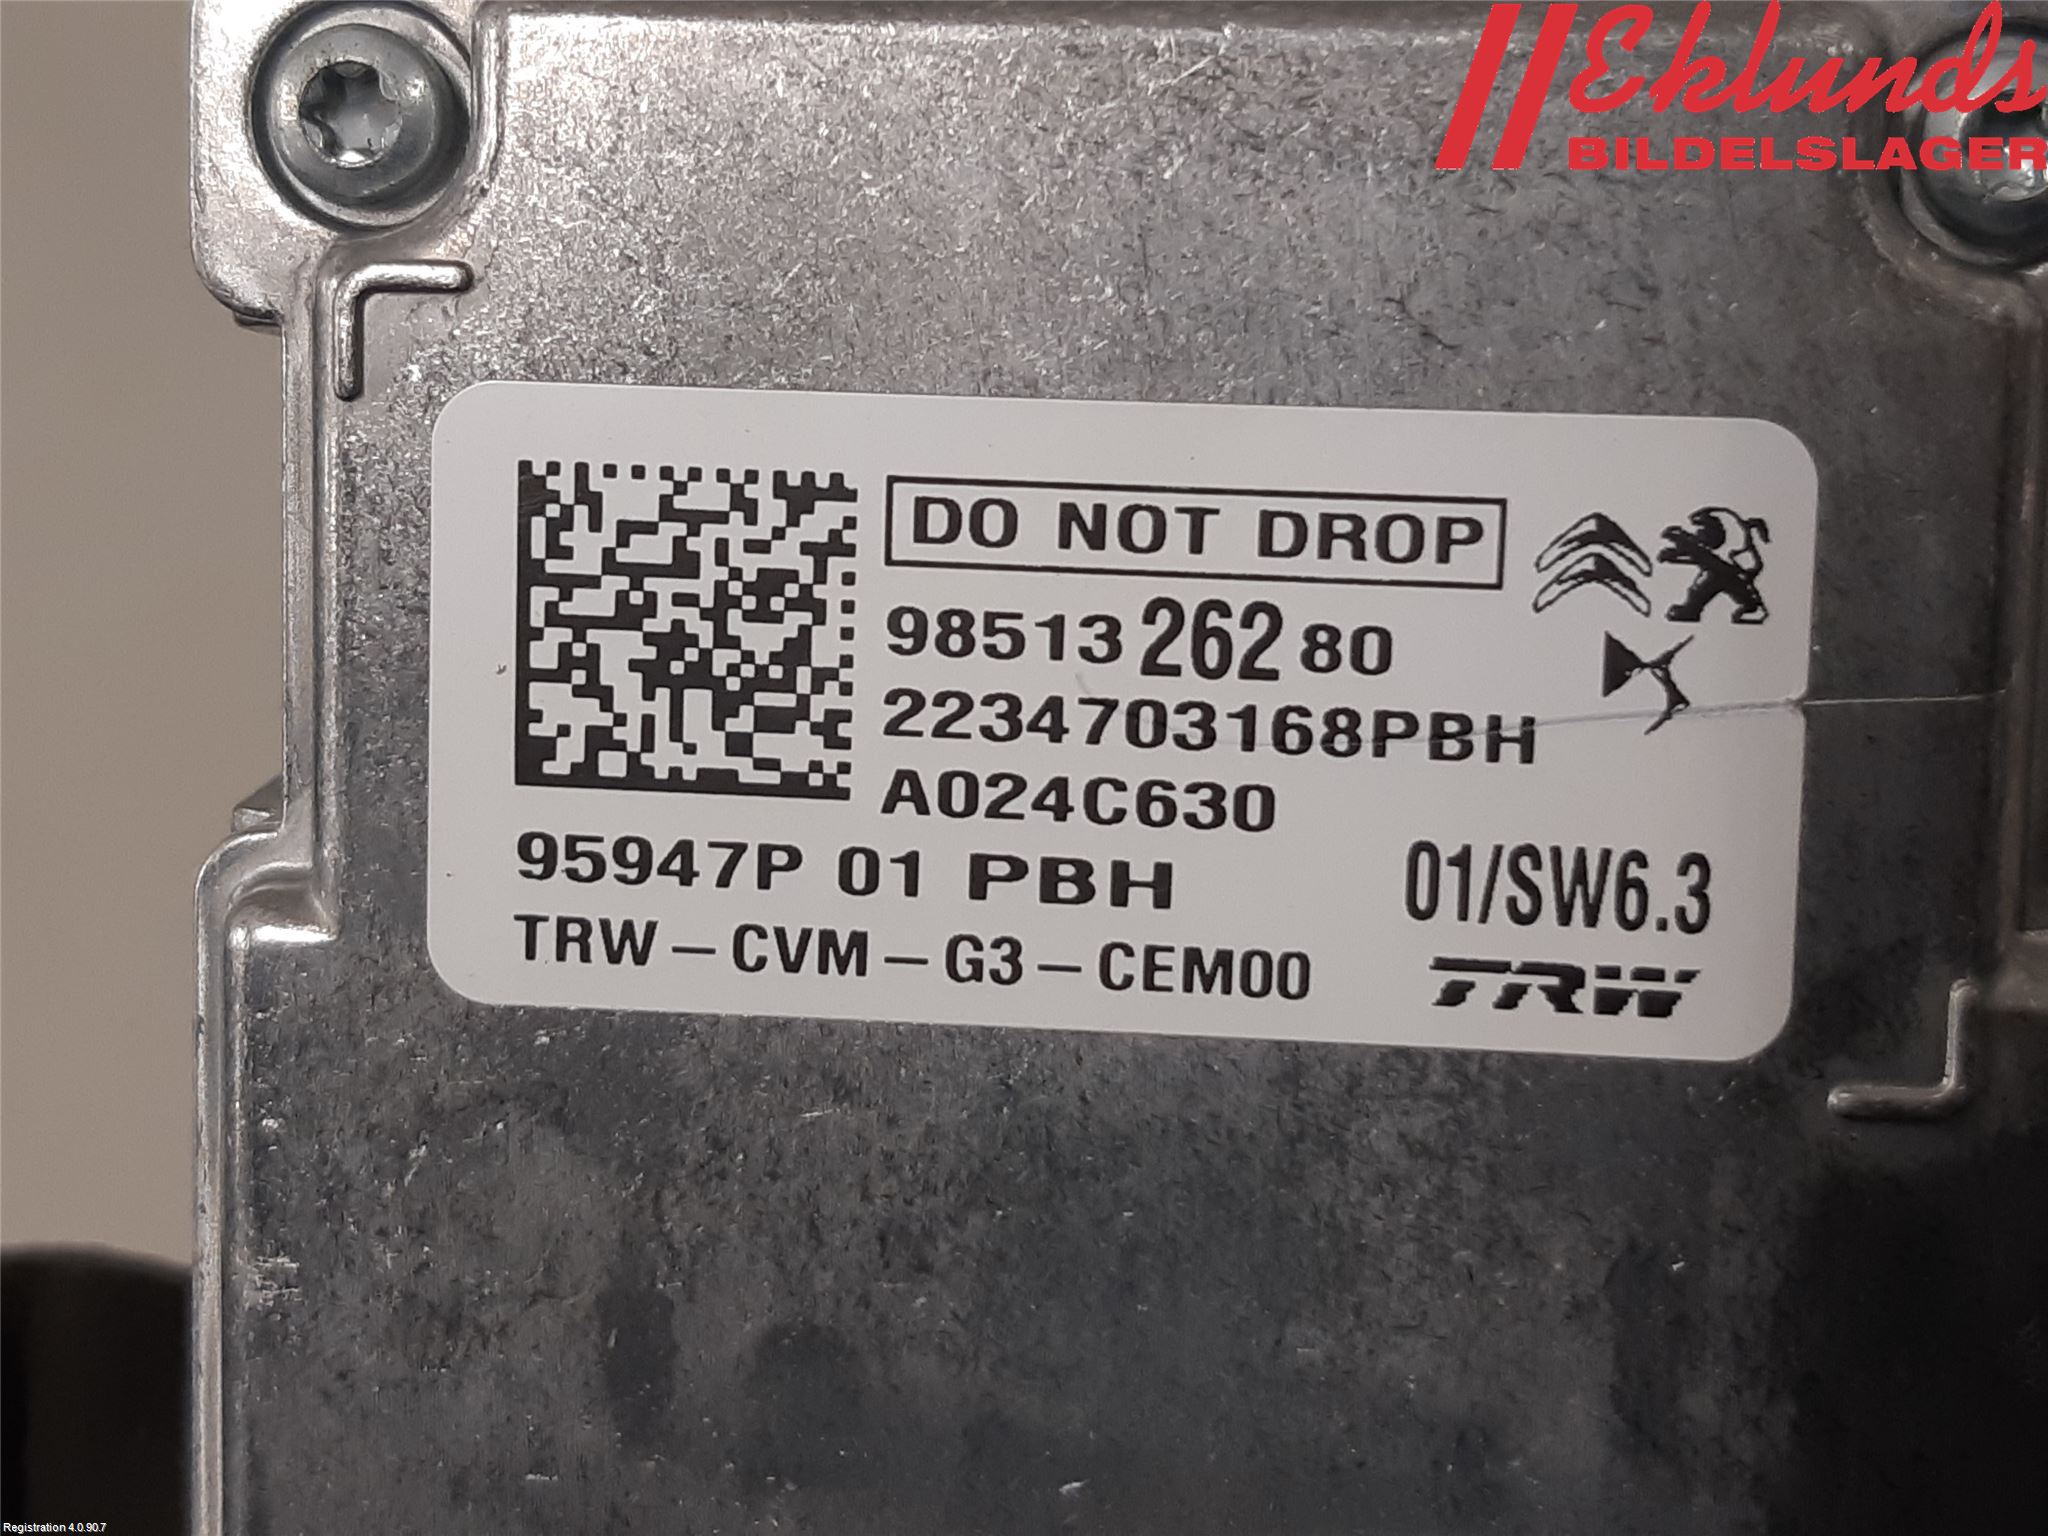 Eklunds
BILDELSLAGER
DO NOT DROP
98513 262 80
2234703168PBH
A024C630
95947P 01 PBH
01/SW6.3
TRW-CVM-G3-CEM00
TRW
Registration 4.0.90.7